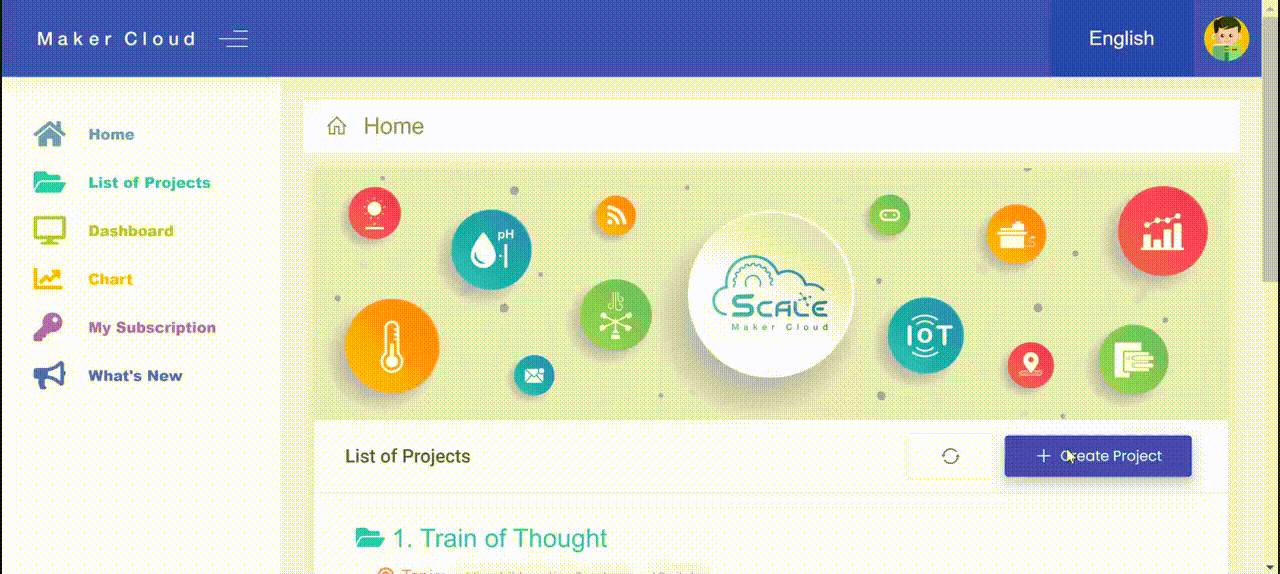 Maker Cloud
English
Home
List of Projects
Dashboard
Chart
My Subscription
What's New
Home
pH
SCALE
Maker Cloud
IoT
List of Projects
+ Create Project
1. Train of Thought